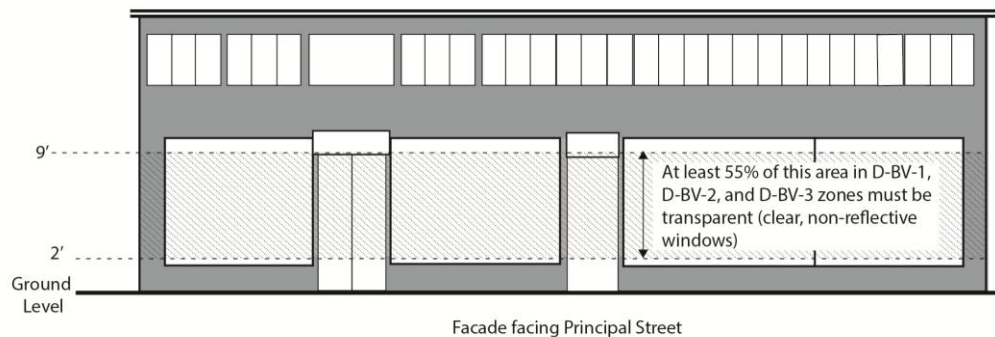 9'
At least 55% of this area in D-BV-1,
D-BV-2, and D-BV-3 zones must be
transparent (clear, non-reflective
windows)
2'
Ground
Level
Facade facing Principal Street